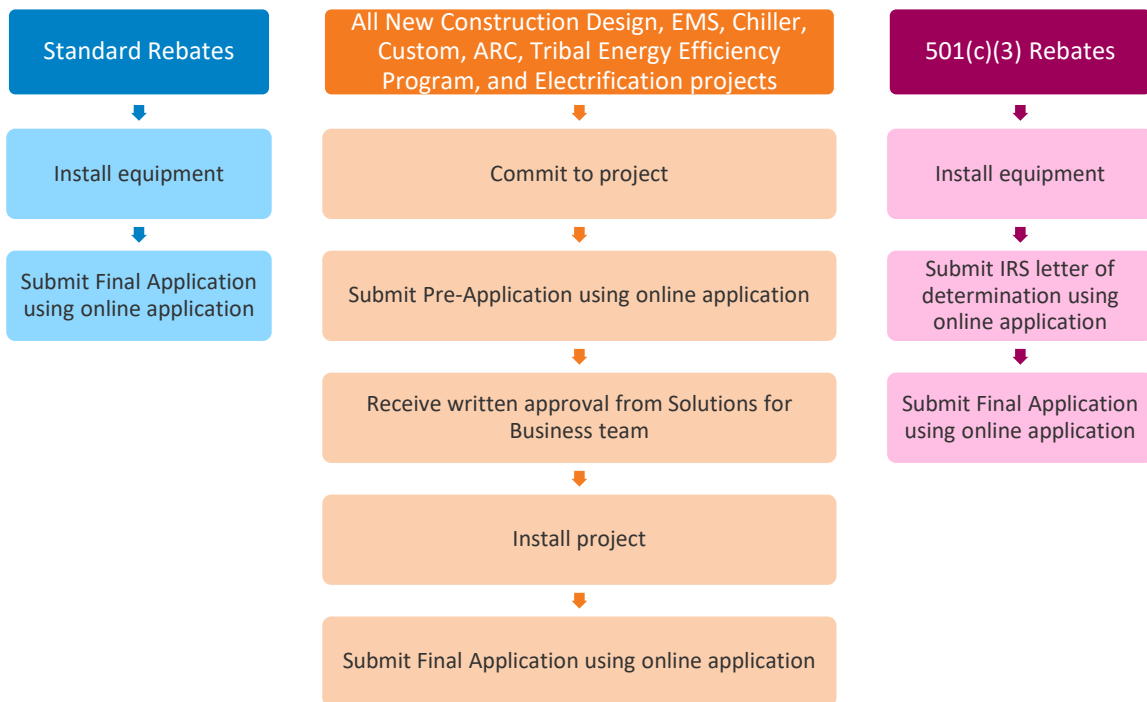 Standard Rebates
Install equipment
Submit Final Application
using online application
All New Construction Design, EMS, Chiller,
Custom, ARC, Tribal Energy Efficiency
Program, and Electrification projects
Commit to project
Submit Pre-Application using online application
Receive written approval from Solutions for
Business team
Install project
Submit Final Application using online application
501(c)(3) Rebates
Install equipment
Submit IRS letter of
determination using
online application
Submit Final Application
using online application